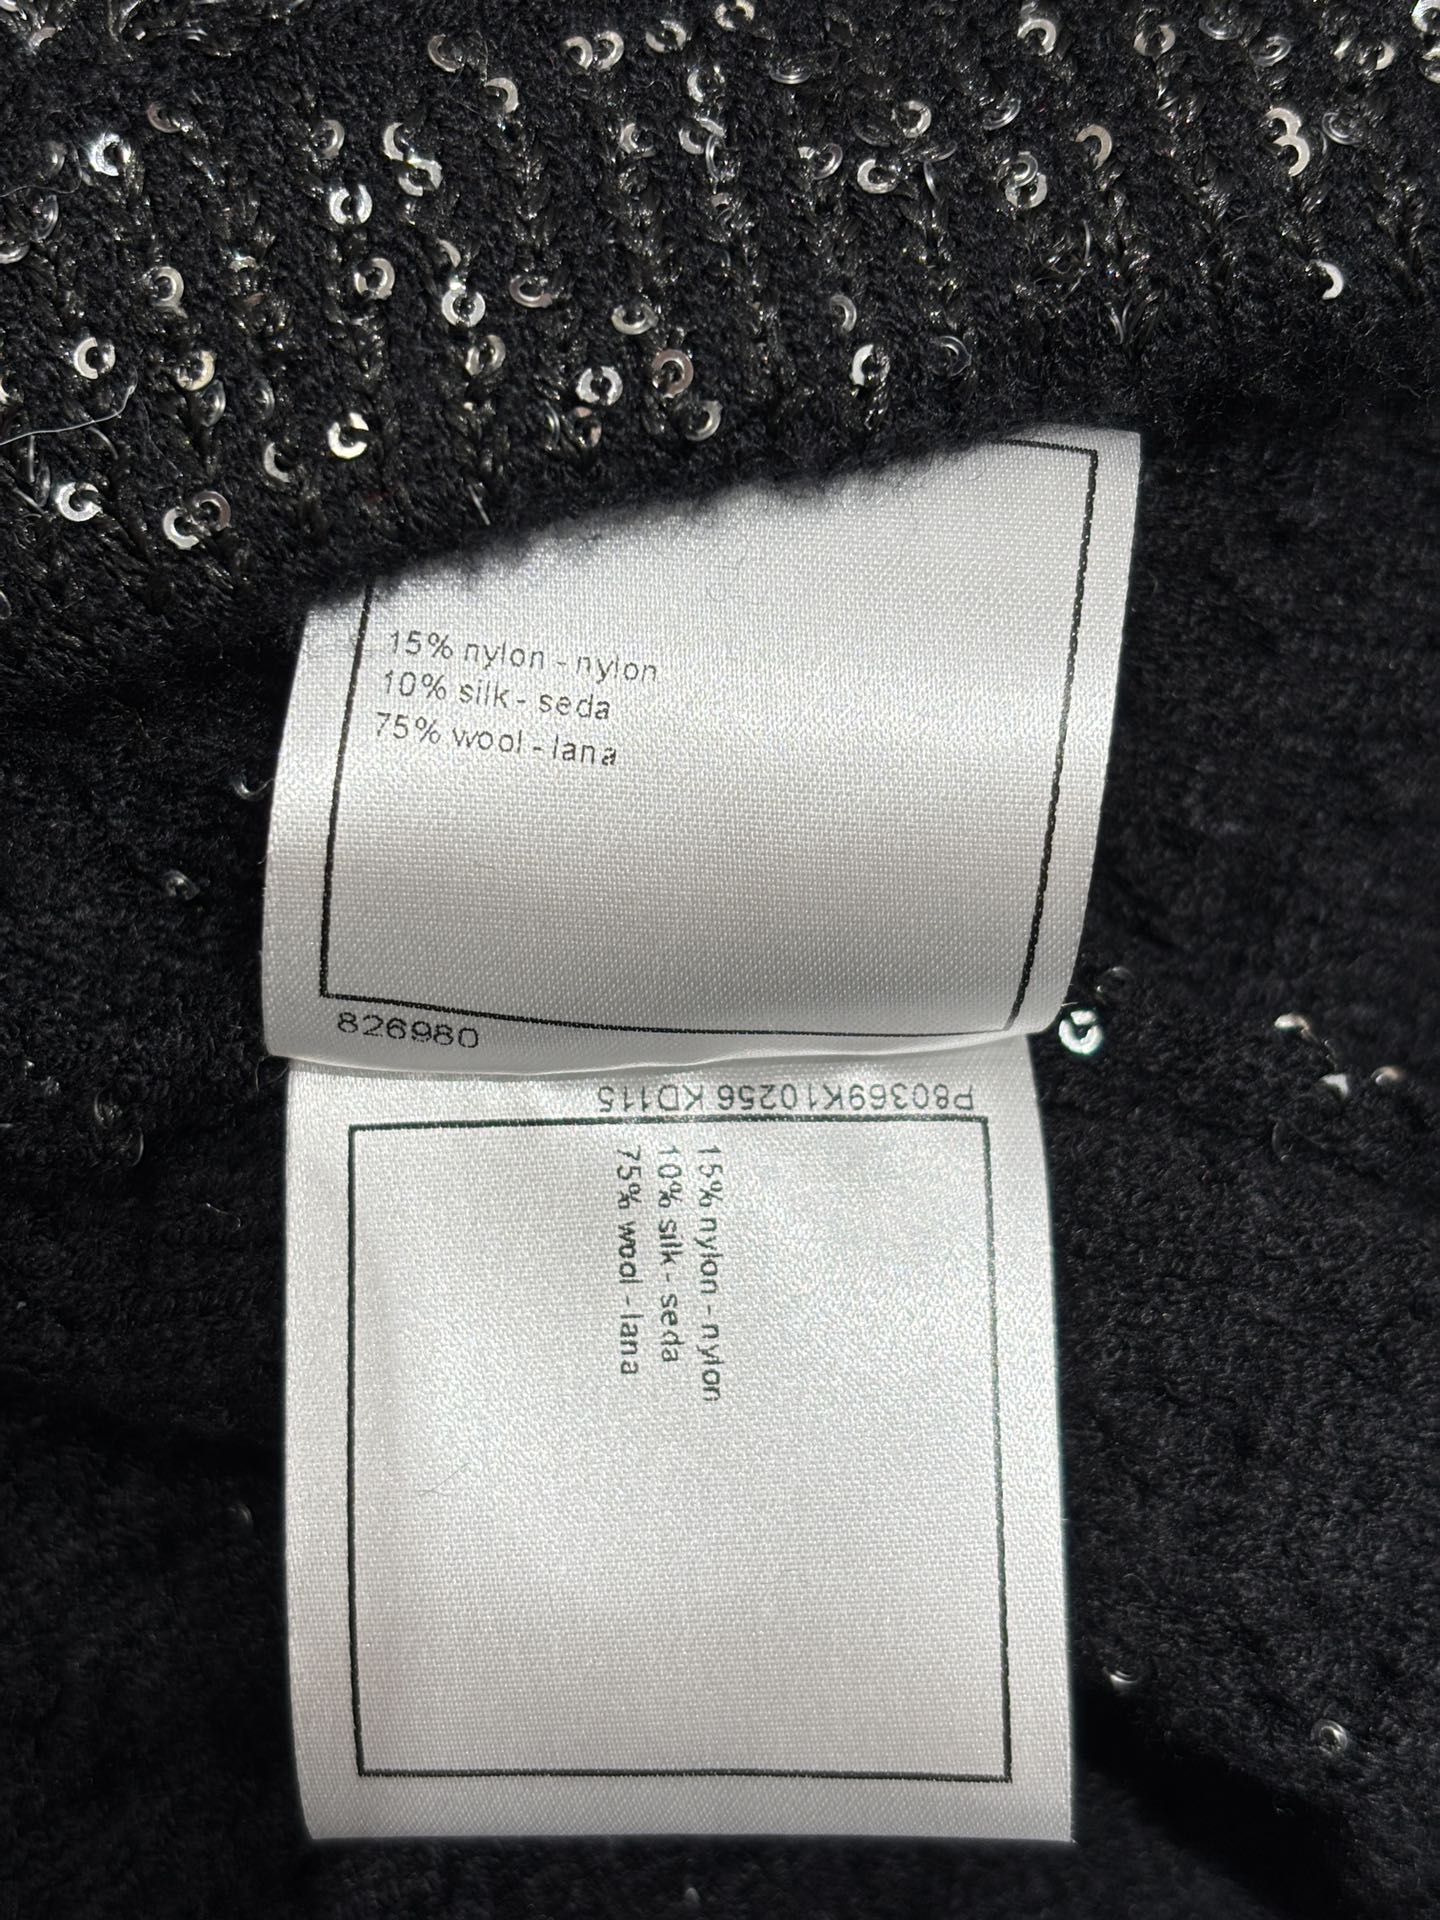 15% nylon - nylon
10% silk - seda
75% wool - lana
826980
P80369K10256 KD115
15% nylon - nylon
10% silk - seda
75% wool - lana